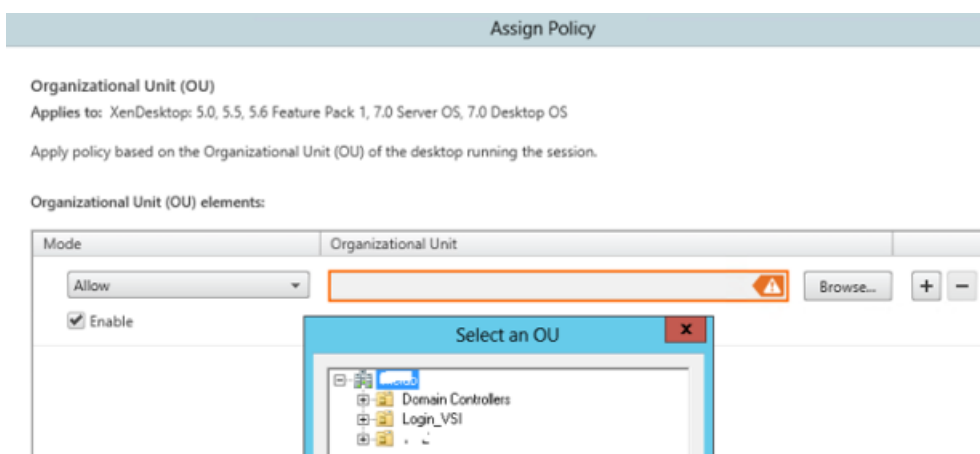 Assign Policy
Organizational Unit (OU)
Applies to: XenDesktop: 5.0, 5.5, 5.6 Feature Pack 1, 7.0 Server OS, 7.0 Desktop OS
Apply policy based on the Organizational Unit (OU) of the desktop running the session.
Organizational Unit (OU) elements:
Mode Organizational Unit
Allow Browse... + −
Enable
Select an OU x
Domain Controllers
Login_VSI